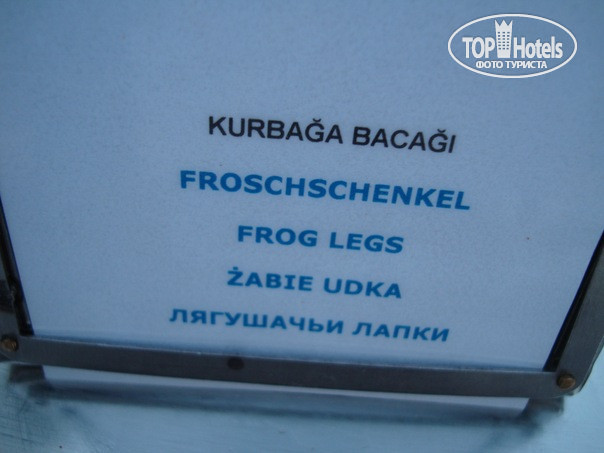 TOP Hotels
ФОТО ТУРИСТА
KURBAĞA BACAĞI
FROSCHSCHENKEL
FROG LEGS
ŻABIE UDKA
ЛЯГУШАЧЬИ ЛАПКИ